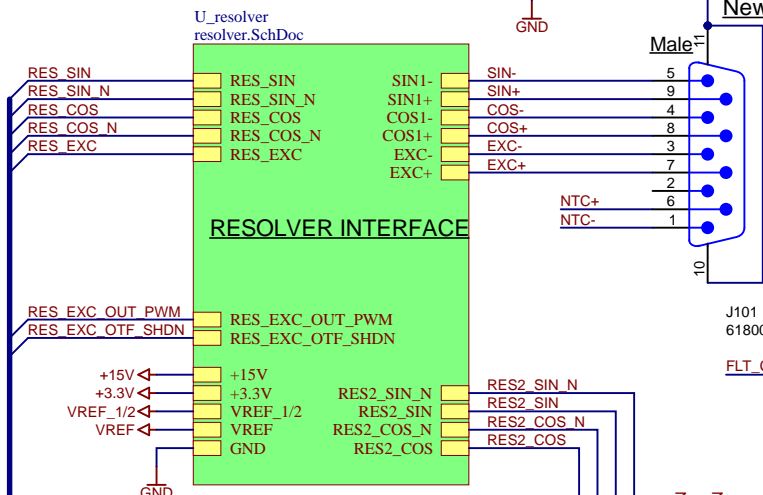 U_resolver
resolver.SchDoc
GND
New
Male
11
RES_SIN
RES_SIN_N
RES_COS
RES_COS_N
RES_EXC
RES_SIN
RES_SIN_N
RES_COS
RES_COS_N
RES_EXC
SIN1-
SIN1+
COS1-
COS1+
EXC-
EXC+
SIN-
SIN+
COS-
COS+
EXC-
EXC+
NTC+
NTC-
5
9
4
8
3
7
2
6
1
10
RESOLVER INTERFACE
J101
6180
FLT_
RES_EXC_OUT_PWM
RES_EXC_OTF_SHDN
RES_EXC_OUT_PWM
RES_EXC_OTF_SHDN
+15V
+3.3V
VREF_1/2
VREF
GND
+15V
+3.3V
VREF_1/2
VREF
GND
RES2_SIN_N
RES2_SIN
RES2_COS_N
RES2_COS
RES2_SIN_N
RES2_SIN
RES2_COS_N
RES2_COS